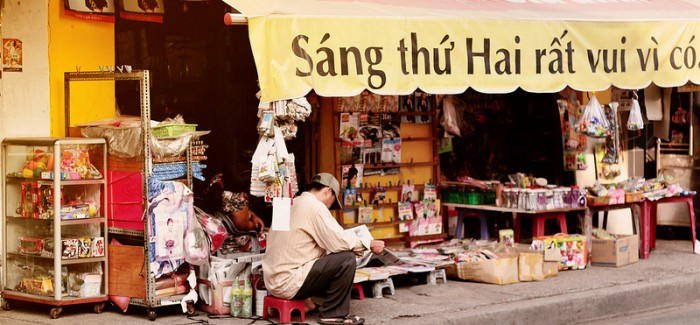 Sáng thứ Hai rất vui vì có.